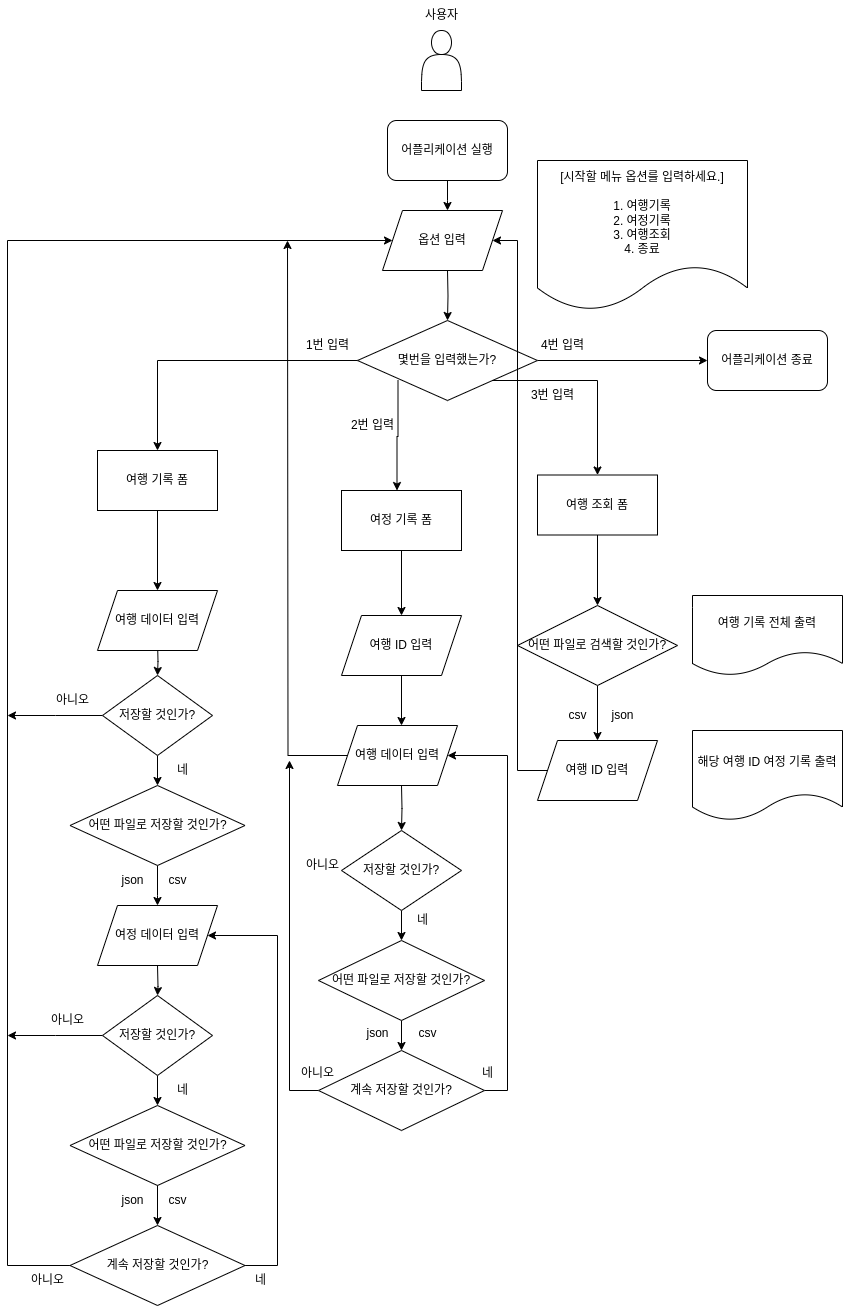 사용자
어플리케이션 실행
[시작할 메뉴 옵션를 입력하세요.]
1. 여행기록
2. 여정기록
3. 여행조회
4. 종료
옵션 입력
1번 입력
몇번을 입력했는가?
4번 입력
어플리케이션 종료
3번 입력
2번 입력
여행 기록 폼
여정 기록 폼
여행 조회 폼
여행 데이터 입력
여행 ID 입력
어떤 파일로 검색할 것인가?
여행 기록 전체 출력
아니오
저장할 것인가?
csv
json
네
여행 데이터 입력
여행 ID 입력
해당 여행 ID 여정 기록 출력
어떤 파일로 저장할 것인가?
아니오
저장할 것인가?
json
csv
네
여정 데이터 입력
어떤 파일로 저장할 것인가?
아니오
저장할 것인가?
json
csv
네
아니오
계속 저장할 것인가?
네
어떤 파일로 저장할 것인가?
json
csv
계속 저장할 것인가?
아니오
네